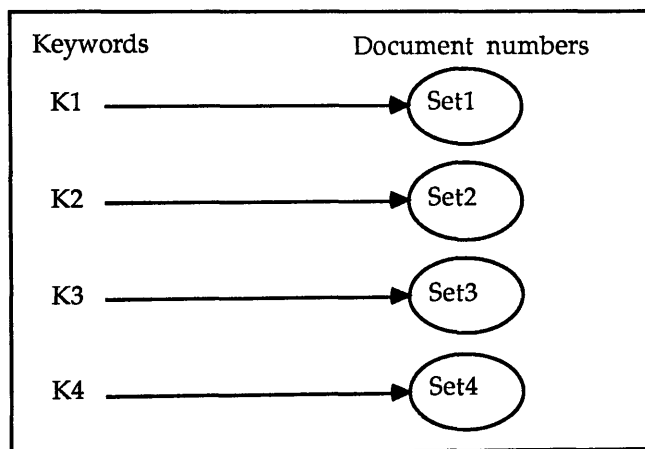 Keywords Document numbers
K1 Set1
K2 Set2
K3 Set3
K4 Set4